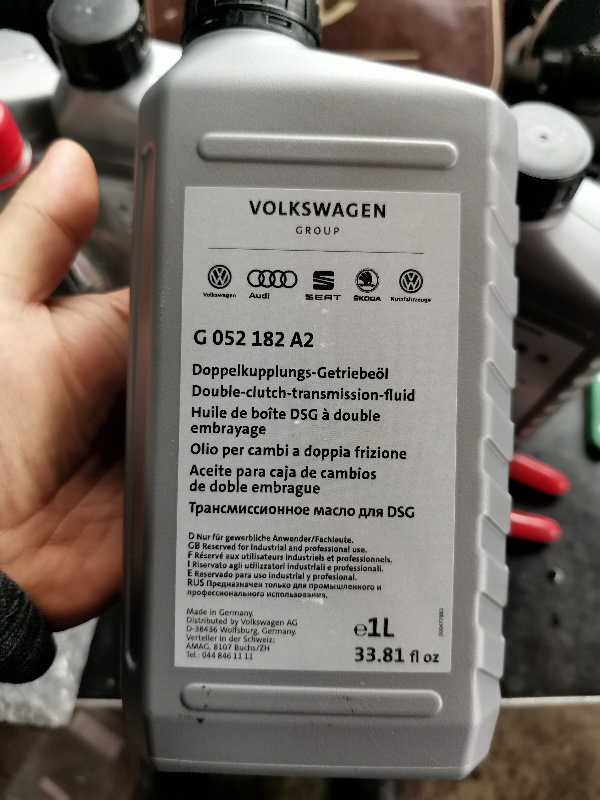 VOLKSWAGEN
GROUP
Volkswagen Audi SEAT ŠKODA Nutzfahrzeuge
G 052 182 A2
Doppelkupplungs-Getriebeöl
Double-clutch-transmission-fluid
Huile de boîte DSG à double
embrayage
Olio per cambi a doppia frizione
Aceite para caja de cambios
de doble embrague
Трансмиссионное масло для DSG
D Nur für gewerbliche Anwender/Fachleute.
GB Reserved for industrial and professional use.
F Réservé aux utilisateurs industriels et professionnels.
I Riservato agli utilizzatori industriali e professionali.
E Reservado para uso industrial y profesional.
RUS Предназначен только для промышленного и
профессионального использования.
Made in Germany.
Distributed by Volkswagen AG
D-38436 Wolfsburg, Germany.
Verteiler in der Schweiz:
AMAG, 8107 Buchs/ZH
Tel.: 044 846 11 11
℮1L
33.81 fl oz